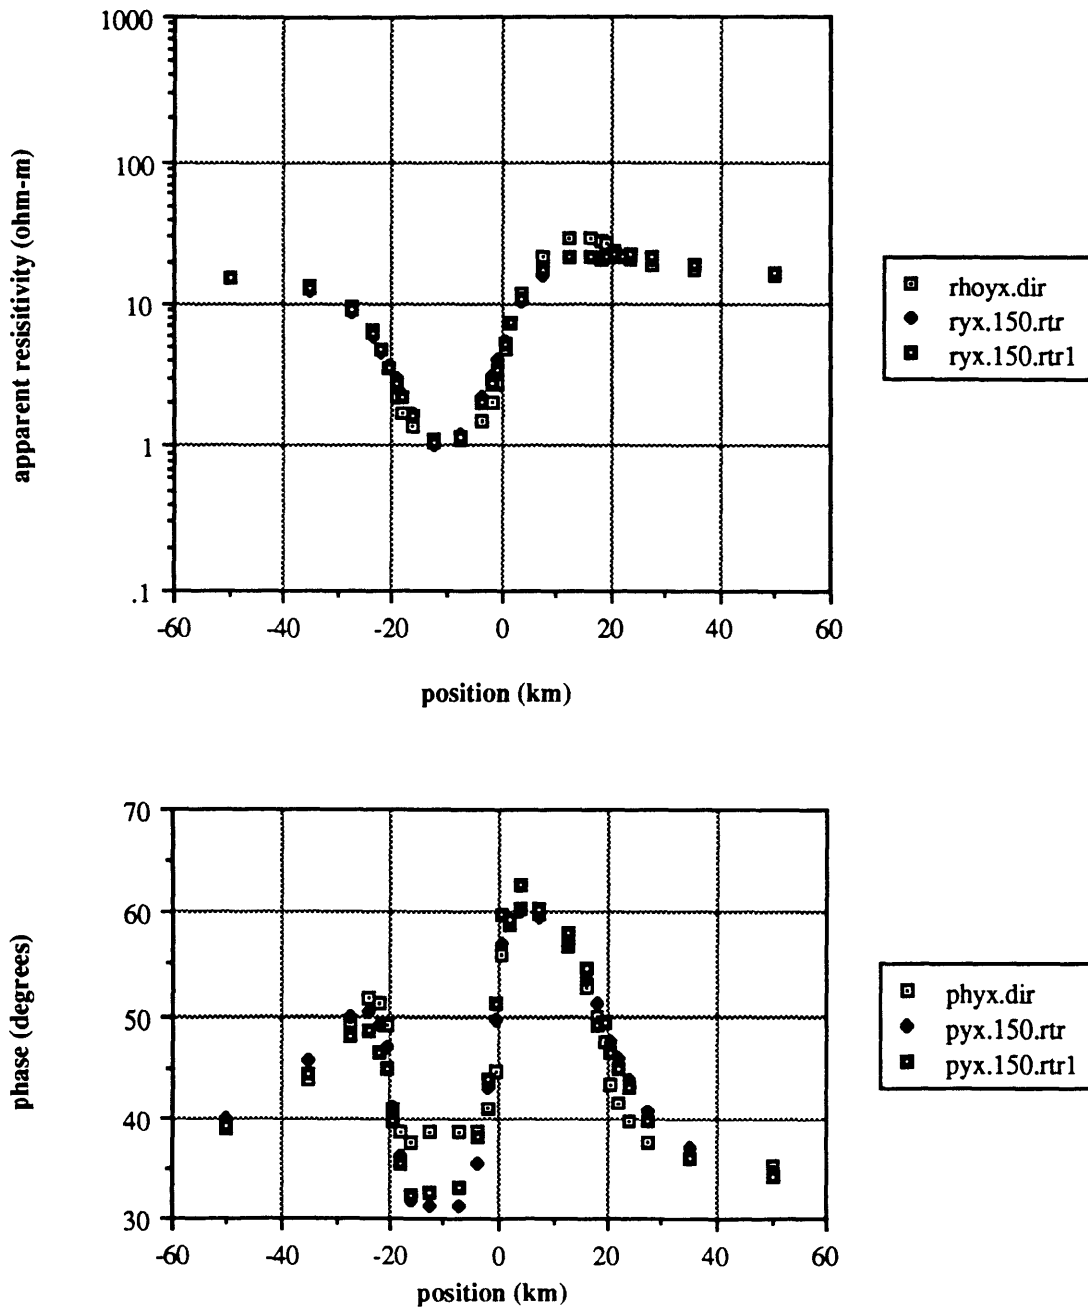 1000
100
10
1
.1
-60
-40
-20
0
20
40
60
apparent resisitivity (ohm-m)
position (km)
rhoyx.dir
ryx.150.rtr
ryx.150.rtr1
70
60
50
40
30
-60
-40
-20
0
20
40
60
phase (degrees)
position (km)
phyx.dir
pyx.150.rtr
pyx.150.rtr1